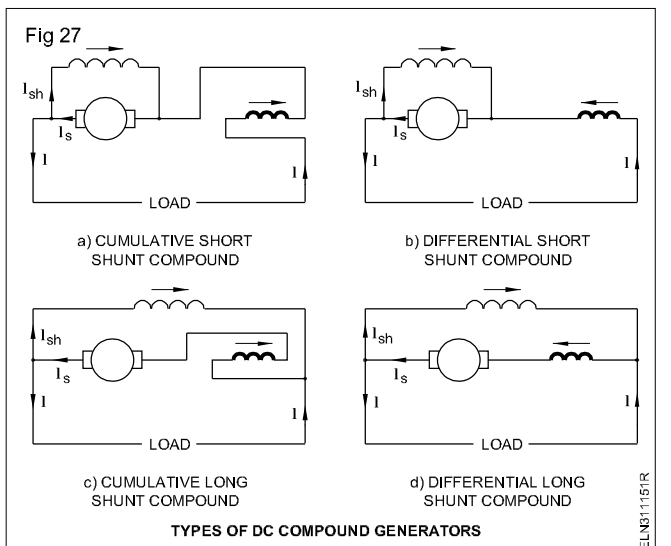 Fig 27
Ish
Is
I
I
LOAD
a) CUMULATIVE SHORT
SHUNT COMPOUND
Ish
Is
I
I
LOAD
b) DIFFERENTIAL SHORT
SHUNT COMPOUND
Ish
Is
I
I
LOAD
c) CUMULATIVE LONG
SHUNT COMPOUND
Ish
Is
I
I
LOAD
d) DIFFERENTIAL LONG
SHUNT COMPOUND
TYPES OF DC COMPOUND GENERATORS
ELN311151R